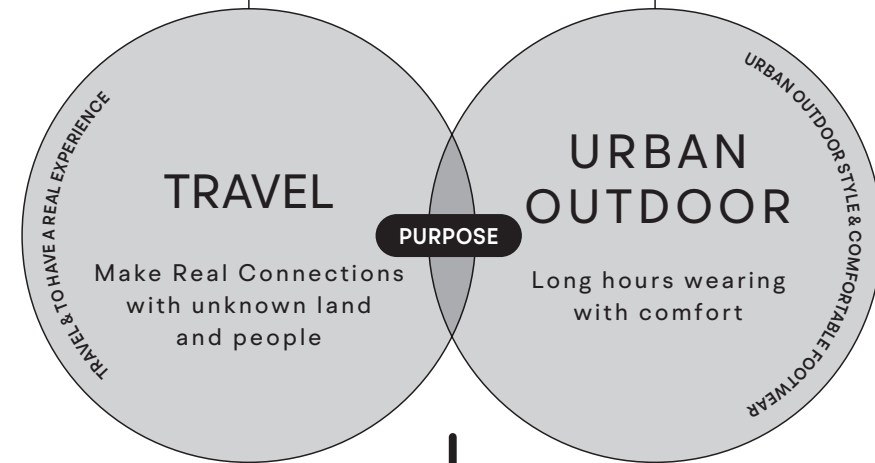 TRAVEL & TO HAVE A REAL EXPERIENCE
TRAVEL
Make Real Connections
with unknown land
and people
PURPOSE
URBAN
OUTDOOR
Long hours wearing
with comfort
URBAN OUTDOOR STYLE & COMFORTABLE FOOTWEAR